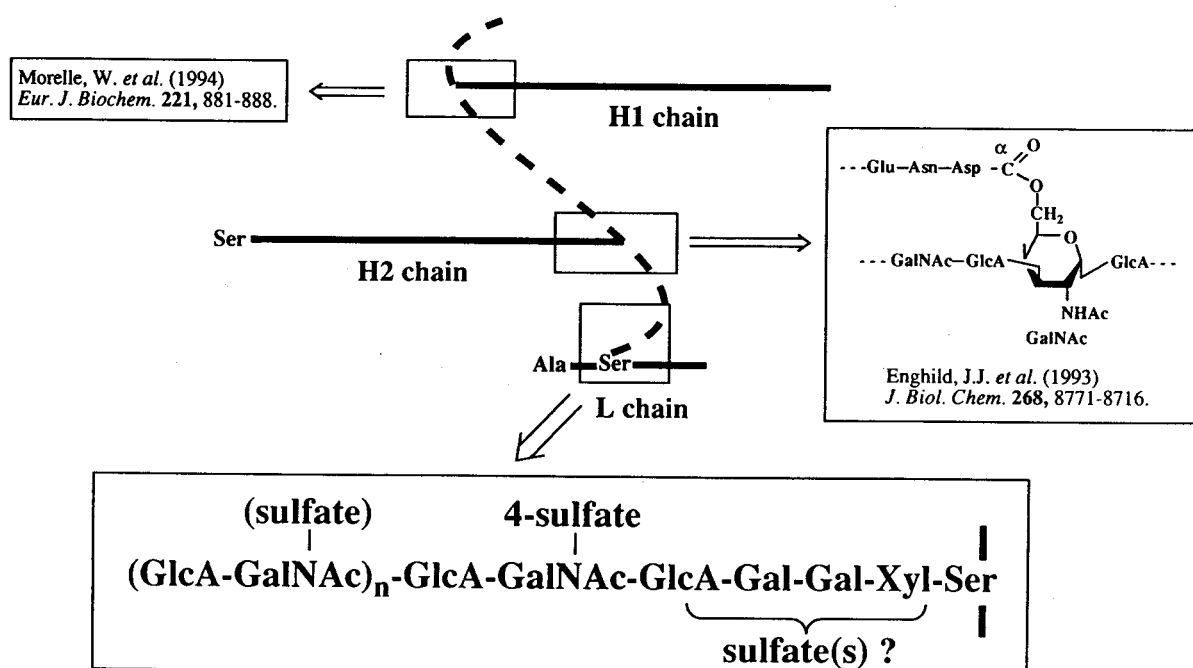 Morelle, W. et al. (1994)
Eur. J. Biochem. 221, 881-888.
H1 chain
α
O
---Glu–Asn–Asp –C
O
CH2
Ser
H2 chain
O
--- GalNAc–GlcA
GlcA---
NHAc
GalNAc
Ala
Ser
L chain
Enghild, J.J. et al. (1993)
J. Biol. Chem. 268, 8771-8716.
(sulfate) 4-sulfate
(GlcA-GalNAc)n-GlcA-GalNAc-GlcA-Gal-Gal-Xyl-Ser
sulfate(s) ?